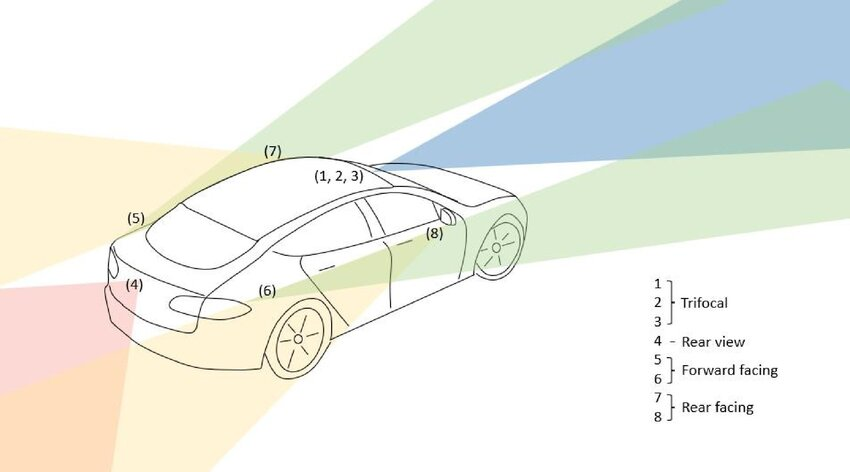 (7)
(1, 2, 3)
(5)
(8)
(4)
(6)
1
2 Trifocal
3
4 - Rear view
5
6 Forward facing
7
8 Rear facing